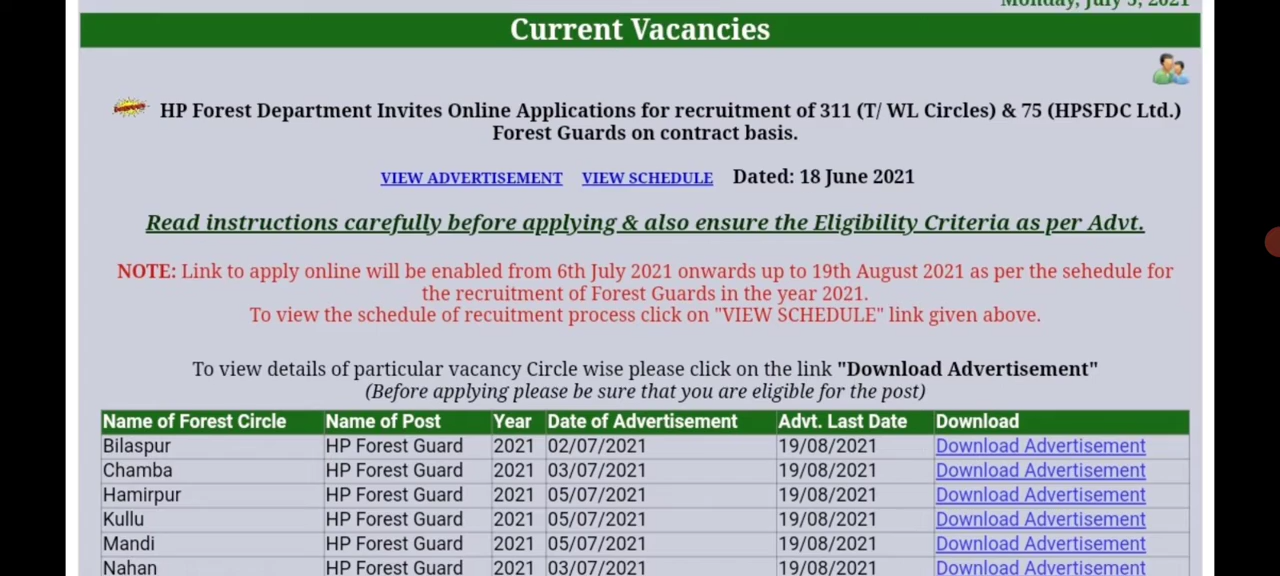 Monday, July 5, 2021
Current Vacancies
HP Forest Department Invites Online Applications for recruitment of 311 (T/ WL Circles) & 75 (HPSFDC Ltd.)
Forest Guards on contract basis.
VIEW ADVERTISEMENT VIEW SCHEDULE Dated: 18 June 2021
Read instructions carefully before applying & also ensure the Eligibility Criteria as per Advt.
NOTE: Link to apply online will be enabled from 6th July 2021 onwards up to 19th August 2021 as per the sehedule for
the recruitment of Forest Guards in the year 2021.
To view the schedule of recuitment process click on "VIEW SCHEDULE" link given above.
To view details of particular vacancy Circle wise please click on the link "Download Advertisement"
(Before applying please be sure that you are eligible for the post)
Name of Forest Circle Name of Post Year Date of Advertisement Advt. Last Date Download
Bilaspur HP Forest Guard 2021 02/07/2021 19/08/2021 Download Advertisement
Chamba HP Forest Guard 2021 03/07/2021 19/08/2021 Download Advertisement
Hamirpur HP Forest Guard 2021 05/07/2021 19/08/2021 Download Advertisement
Kullu HP Forest Guard 2021 05/07/2021 19/08/2021 Download Advertisement
Mandi HP Forest Guard 2021 05/07/2021 19/08/2021 Download Advertisement
Nahan HP Forest Guard 2021 03/07/2021 19/08/2021 Download Advertisement